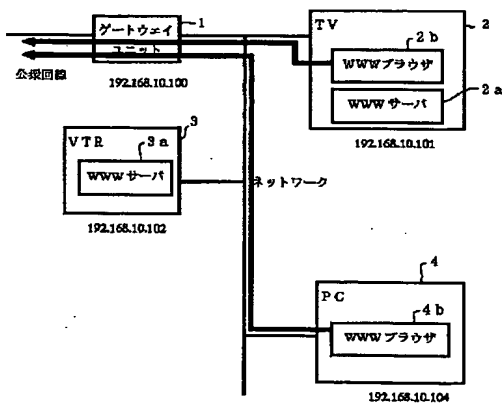 ゲートウェイ
ユニット
1
公衆回線
192.168.10.100
TV
2
2b
WWWブラウザ
2a
WWWサーバ
192.168.10.101
VTR
3
3a
WWWサーバ
192.168.10.102
ネットワーク
PC
4
4b
WWWブラウザ
192.168.10.104